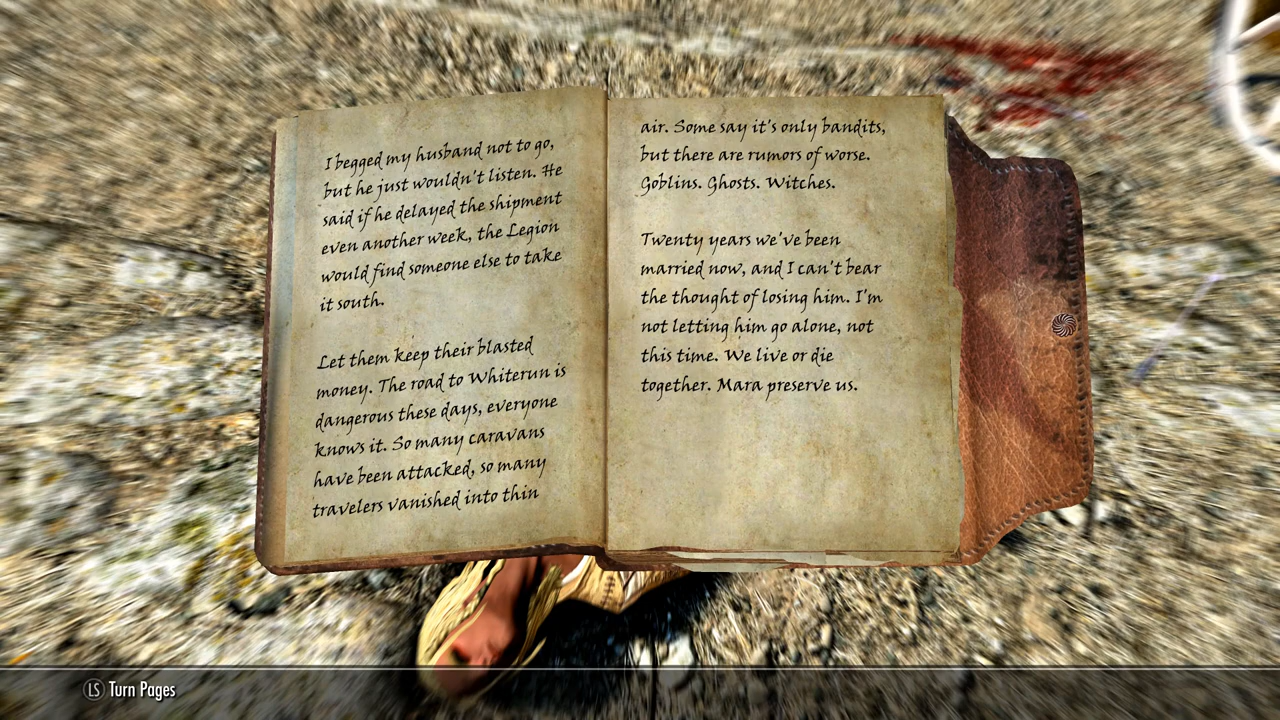 I begged my husband not to go,
but he just wouldn't listen. He
said if he delayed the shipment
even another week, the Legion
would find someone else to take
it south.
Let them keep their blasted
money. The road to Whiterun is
dangerous these days, everyone
knows it. So many caravans
have been attacked, so many
travelers vanished into thin
air. Some say it's only bandits,
but there are rumors of worse.
Goblins. Ghosts. Witches.
Twenty years we've been
married now, and I can't bear
the thought of losing him. I'm
not letting him go alone, not
this time. We live or die
together. Mara preserve us.
LS Turn Pages